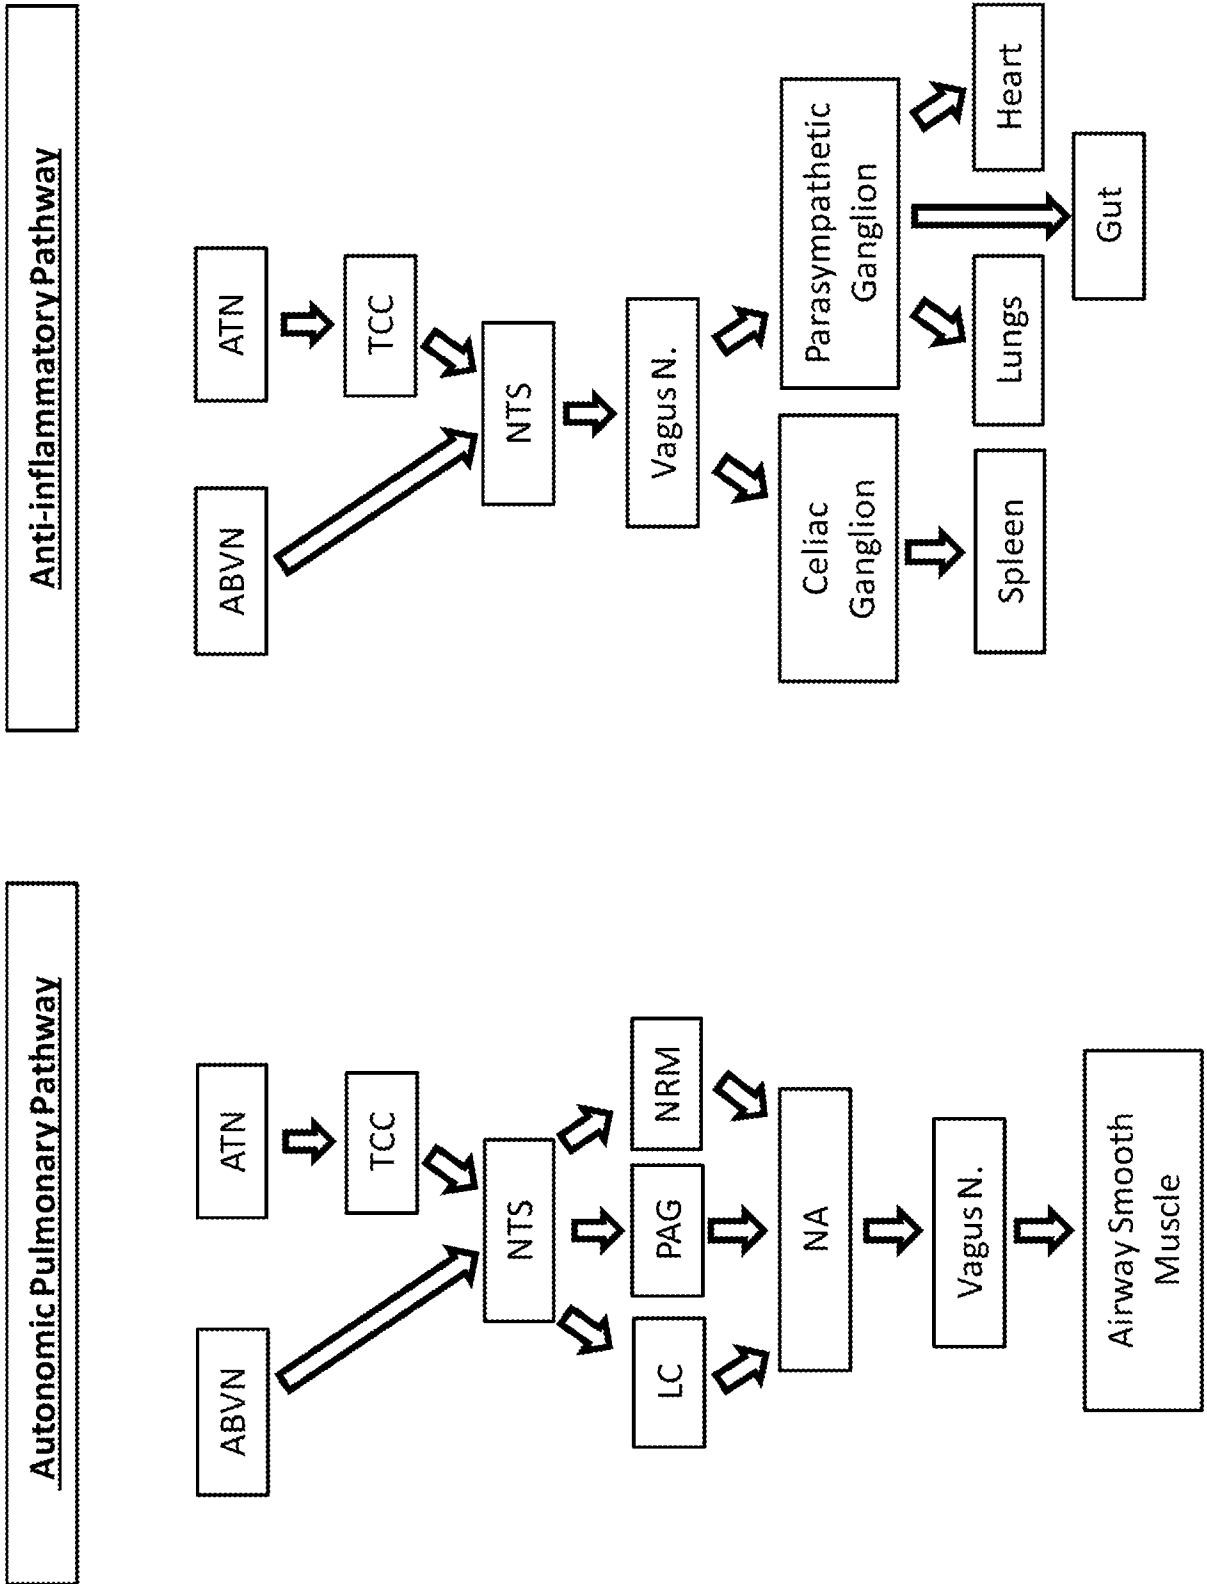 Autonomic Pulmonary Pathway
ABVN
ATN
TCC
NTS
LC
PAG
NRM
NA
Vagus N.
Airway Smooth
Muscle
Anti-inflammatory Pathway
ABVN
ATN
TCC
NTS
Vagus N.
Celiac
Ganglion
Parasympathetic
Ganglion
Spleen
Lungs
Heart
Gut